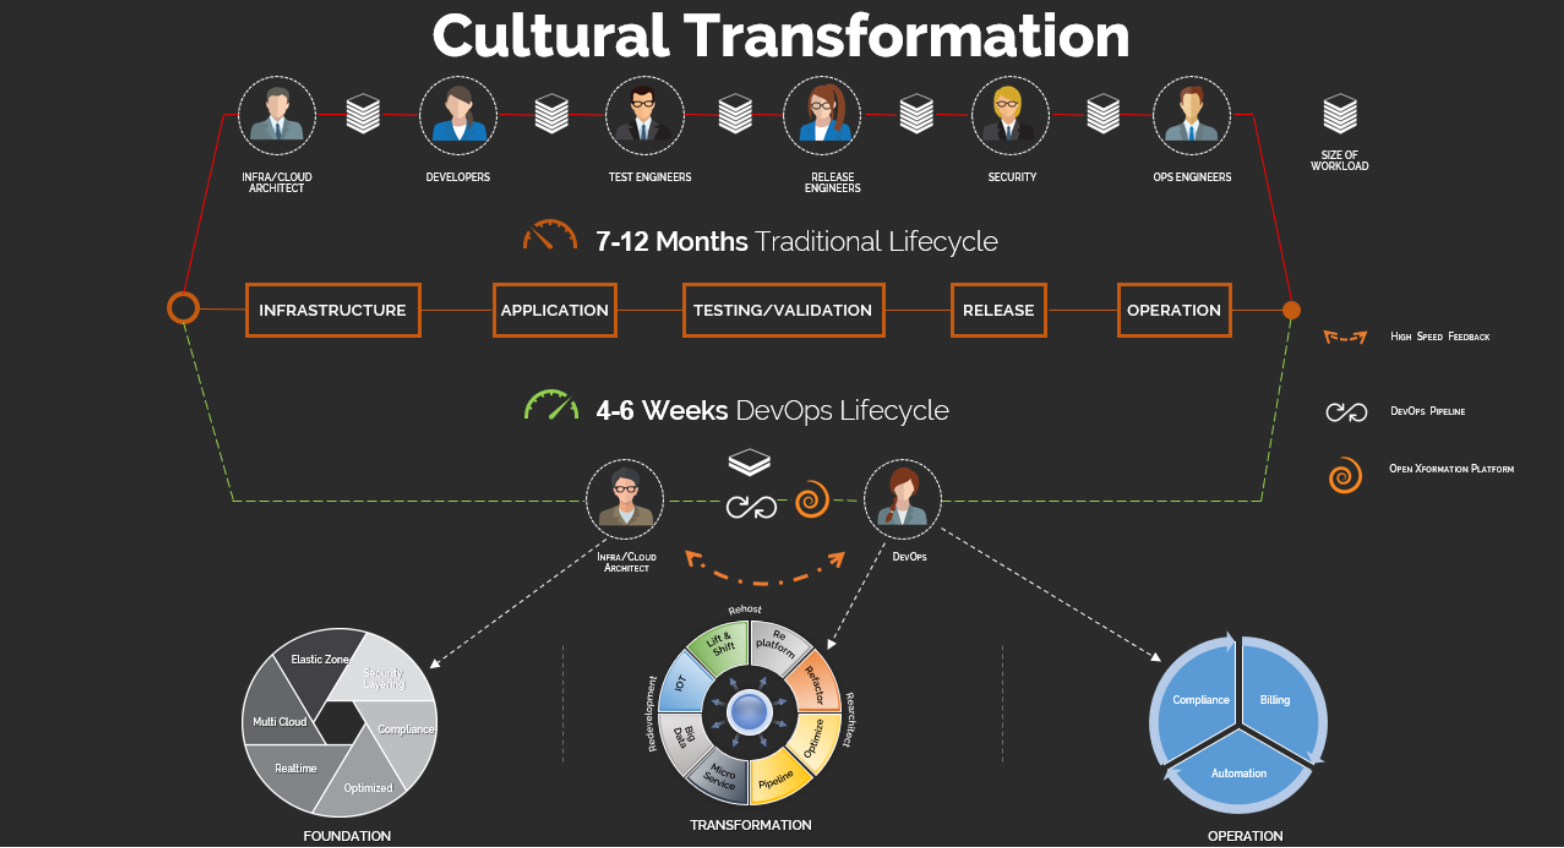 Cultural Transformation
INFRA/CLOUD
ARCHITECT
DEVELOPERS
TEST ENGINEERS
RELEASE
ENGINEERS
SECURITY
OPS ENGINEERS
SIZE OF
WORKLOAD
7-12 Months Traditional Lifecycle
INFRASTRUCTURE
APPLICATION
TESTING/VALIDATION
RELEASE
OPERATION
High Speed Feedback
4-6 Weeks DevOps Lifecycle
DevOps Pipeline
Open Xformation Platform
Infra/Cloud
Architect
DevOps
Elastic Zone
Security
Layering
Multi Cloud
Compliance
Realtime
Optimized
FOUNDATION
Rehost
Lift &
Shift
Re
platform
IOT
Refactor
Redevelopment
Rearchitect
Big
Data
Optimize
Micro
Service
Pipeline
TRANSFORMATION
Compliance
Billing
Automation
OPERATION